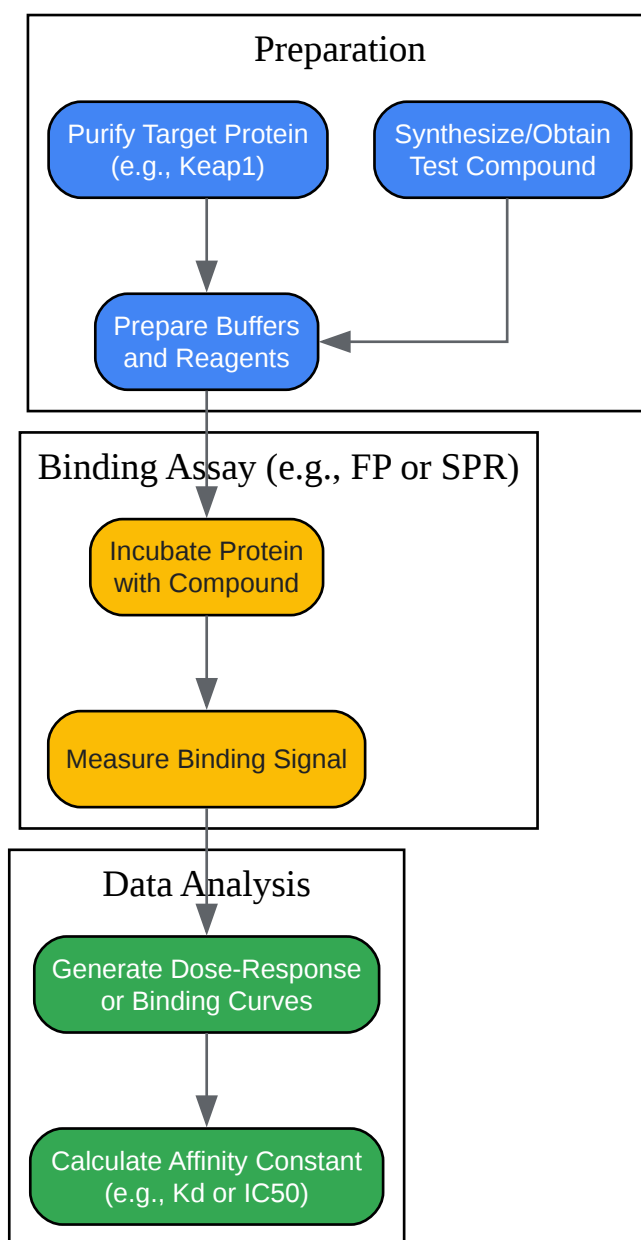 Preparation
Purify Target Protein
(e.g., Keap1)
Synthesize/Obtain
Test Compound
Prepare Buffers
and Reagents
Binding Assay (e.g., FP or SPR)
Incubate Protein
with Compound
Measure Binding Signal
Data Analysis
Generate Dose-Response
or Binding Curves
Calculate Affinity Constant
(e.g., Kd or IC50)